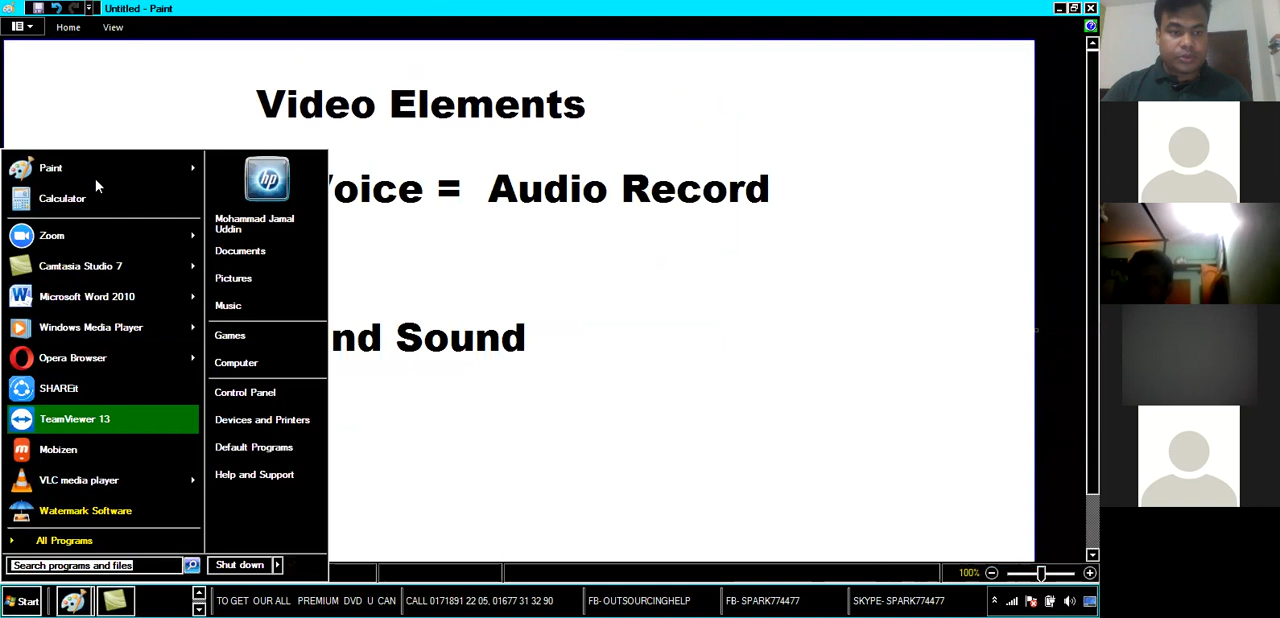 Untitled - Paint
Home
View
Video Elements
Voice = Audio Record
nd Sound
Paint
Calculator
Zoom
Camtasia Studio 7
Microsoft Word 2010
Windows Media Player
Opera Browser
SHAREit
TeamViewer 13
Mobizen
VLC media player
Watermark Software
All Programs
Search programs and files
hp
Mohammad Jamal
Uddin
Documents
Pictures
Music
Games
Computer
Control Panel
Devices and Printers
Default Programs
Help and Support
Shut down
100%
Start
TO GET OUR ALL PREMIUM DVD U CAN
CALL 0171891 22 05, 01677 31 32 90
FB- OUTSOURCINGHELP
FB- SPARK774477
SKYPE- SPARK774477